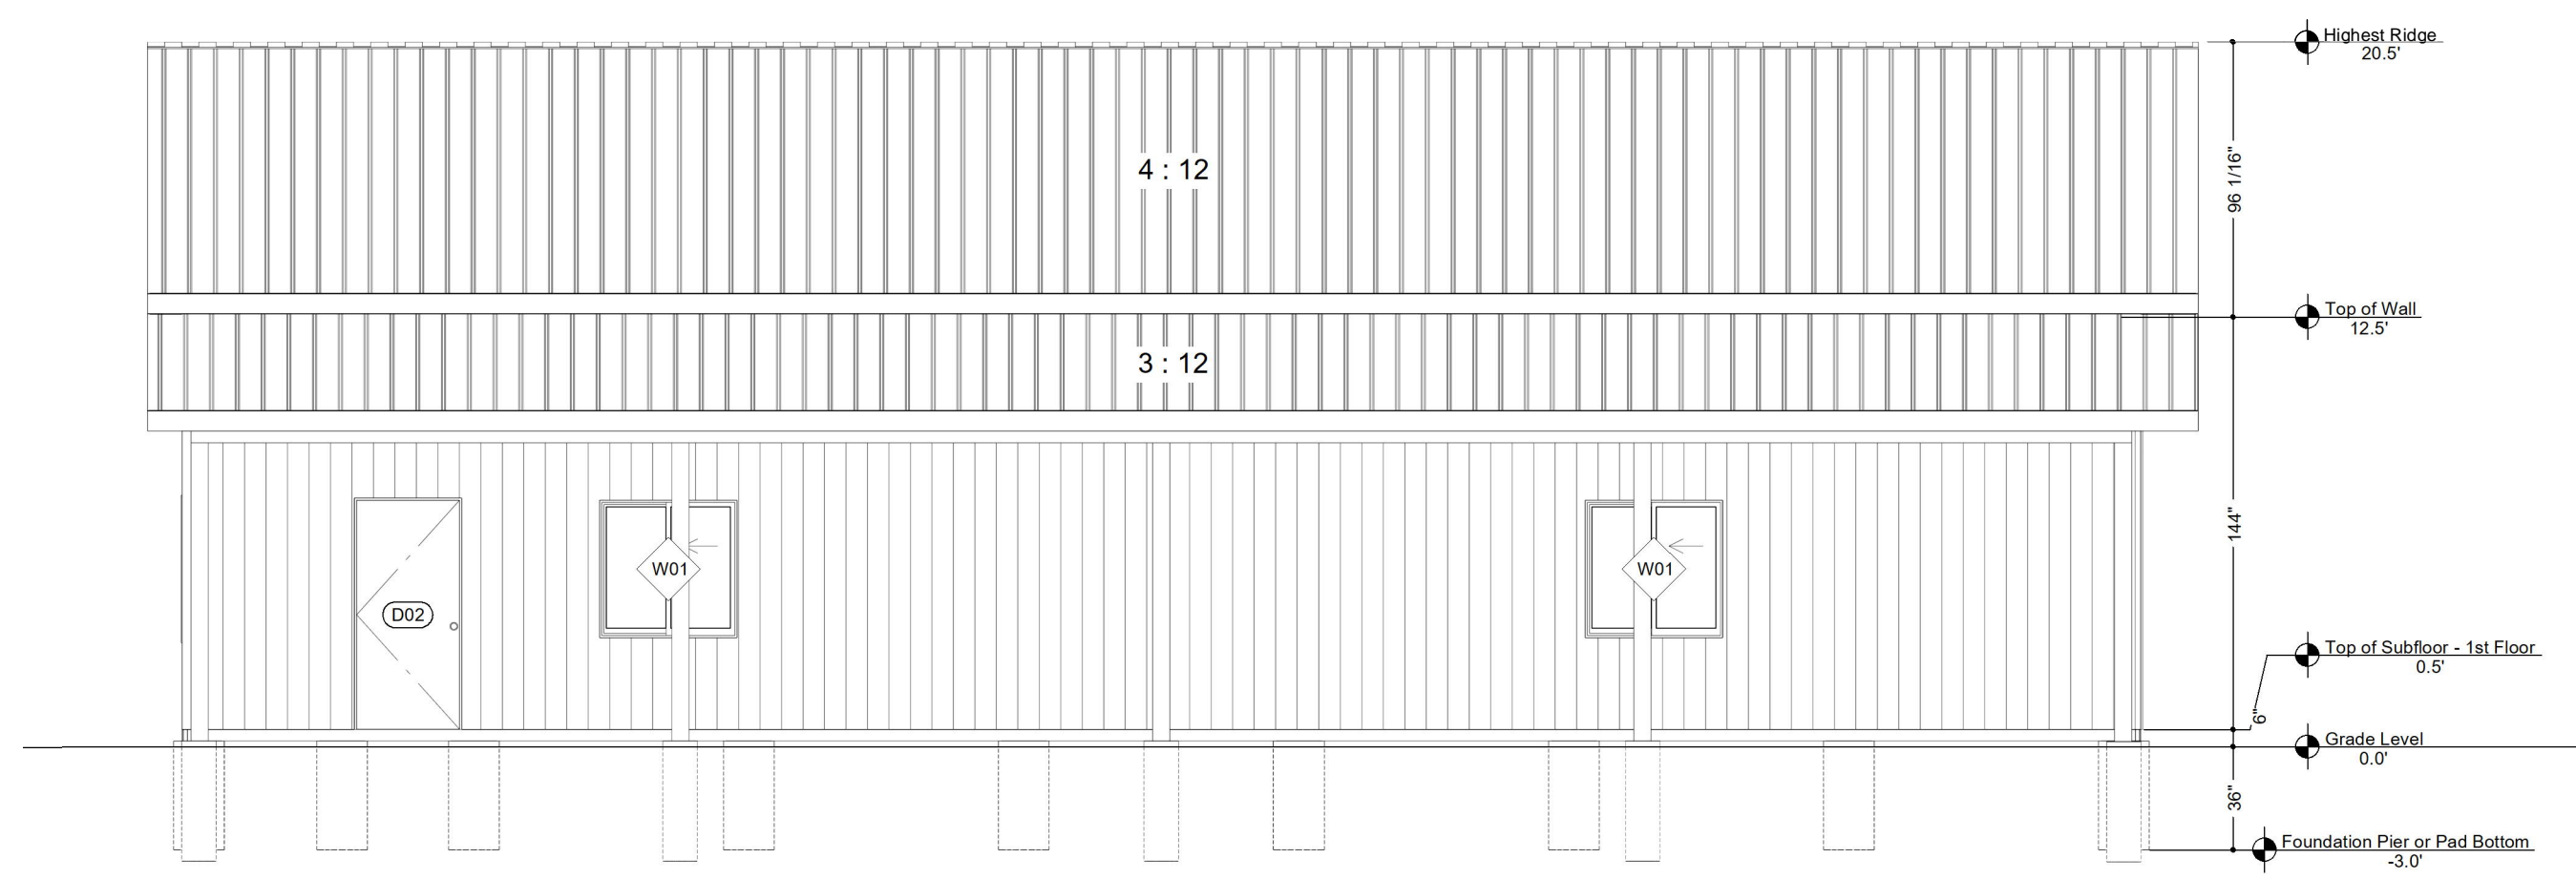 Highest Ridge
20.5'
4 : 12
96 1/16"
Top of Wall
12.5'
3 : 12
144"
W01
W01
D02
Top of Subfloor - 1st Floor
0.5'
6"
Grade Level
0.0'
36"
Foundation Pier or Pad Bottom
-3.0'